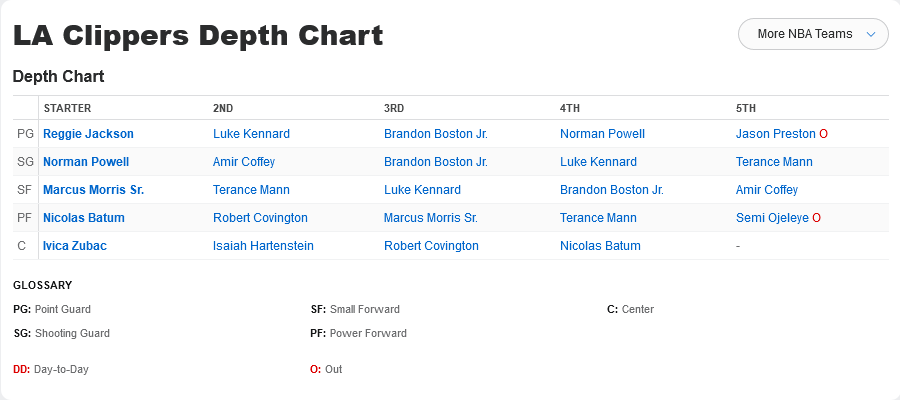 LA Clippers Depth Chart
More NBA Teams
Depth Chart
STARTER 2ND 3RD 4TH 5TH
PG Reggie Jackson Luke Kennard Brandon Boston Jr. Norman Powell Jason Preston O
SG Norman Powell Amir Coffey Brandon Boston Jr. Luke Kennard Terance Mann
SF Marcus Morris Sr. Terance Mann Luke Kennard Brandon Boston Jr. Amir Coffey
PF Nicolas Batum Robert Covington Marcus Morris Sr. Terance Mann Semi Ojeleye O
C Ivica Zubac Isaiah Hartenstein Robert Covington Nicolas Batum -
GLOSSARY
PG: Point Guard SF: Small Forward C: Center
SG: Shooting Guard PF: Power Forward
DD: Day-to-Day O: Out